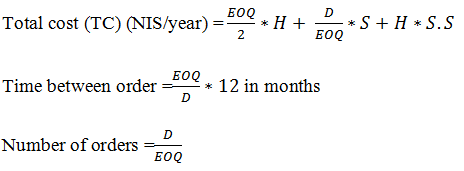 Total cost (TC) (NIS/year) = EOQ/2 * H + D/EOQ * S + H * S.S
Time between order = EOQ/D * 12 in months
Number of orders = D/EOQ